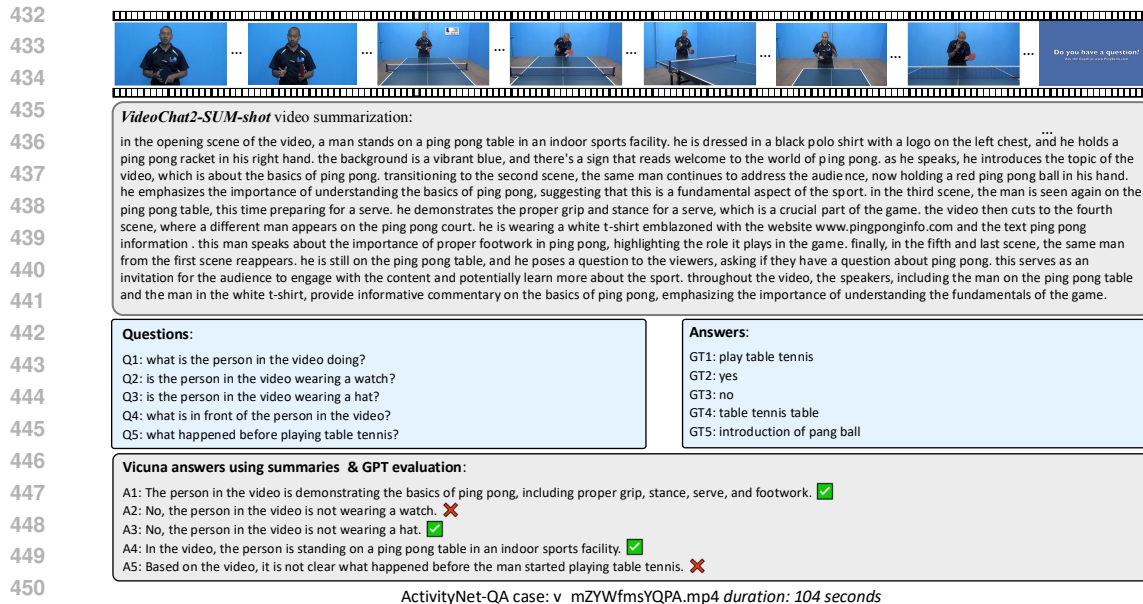 432
433
434
435
436
437
438
439
440
441
442
443
444
445
446
447
448
449
450
... ... ... ... ... ...
Do you have a question?
VideoChat2-SUM-shot video summarization:
...
in the opening scene of the video, a man stands on a ping pong table in an indoor sports facility. he is dressed in a black polo shirt with a logo on the left chest, and he holds a
ping pong racket in his right hand. the background is a vibrant blue, and there's a sign that reads welcome to the world of ping pong. as he speaks, he introduces the topic of the
video, which is about the basics of ping pong. transitioning to the second scene, the same man continues to address the audience, now holding a red ping pong ball in his hand.
he emphasizes the importance of understanding the basics of ping pong, suggesting that this is a fundamental aspect of the sport. in the third scene, the man is seen again on the
ping pong table, this time preparing for a serve. he demonstrates the proper grip and stance for a serve, which is a crucial part of the game. the video then cuts to the fourth
scene, where a different man appears on the ping pong court. he is wearing a white t-shirt emblazoned with the website www.pingponginfo.com and the text ping pong
information . this man speaks about the importance of proper footwork in ping pong, highlighting the role it plays in the game. finally, in the fifth and last scene, the same man
from the first scene reappears. he is still on the ping pong table, and he poses a question to the viewers, asking if they have a question about ping pong. this serves as an
invitation for the audience to engage with the content and potentially learn more about the sport. throughout the video, the speakers, including the man on the ping pong table
and the man in the white t-shirt, provide informative commentary on the basics of ping pong, emphasizing the importance of understanding the fundamentals of the game.
Questions:
Q1: what is the person in the video doing?
Q2: is the person in the video wearing a watch?
Q3: is the person in the video wearing a hat?
Q4: what is in front of the person in the video?
Q5: what happened before playing table tennis?
Answers:
GT1: play table tennis
GT2: yes
GT3: no
GT4: table tennis table
GT5: introduction of pang ball
Vicuna answers using summaries & GPT evaluation:
A1: The person in the video is demonstrating the basics of ping pong, including proper grip, stance, serve, and footwork.
A2: No, the person in the video is not wearing a watch.
A3: No, the person in the video is not wearing a hat.
A4: In the video, the person is standing on a ping pong table in an indoor sports facility.
A5: Based on the video, it is not clear what happened before the man started playing table tennis.
ActivityNet-QA case: v_mZYWfmsYQPA.mp4 duration: 104 seconds